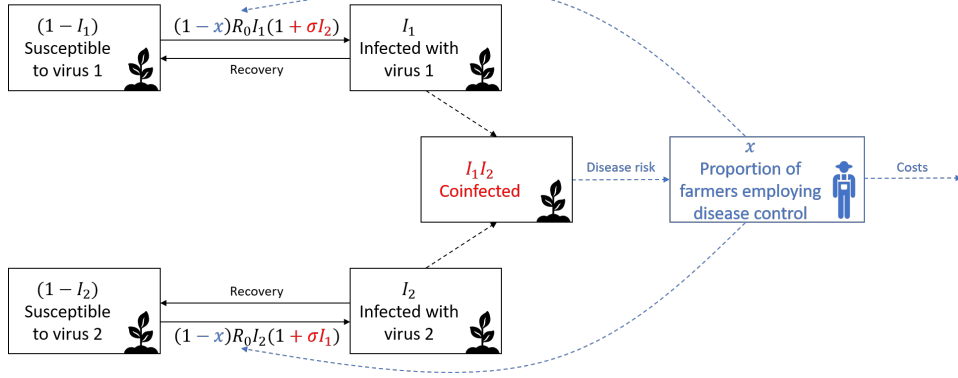 (1 − I₁)
Susceptible
to virus 1
(1 − x)R₀I₁(1 + σI₂)
Recovery
I₁
Infected with
virus 1
I₁I₂
Coinfected
Disease risk
x
Proportion of
farmers employing
disease control
Costs
(1 − I₂)
Susceptible
to virus 2
Recovery
(1 − x)R₀I₂(1 + σI₁)
I₂
Infected with
virus 2